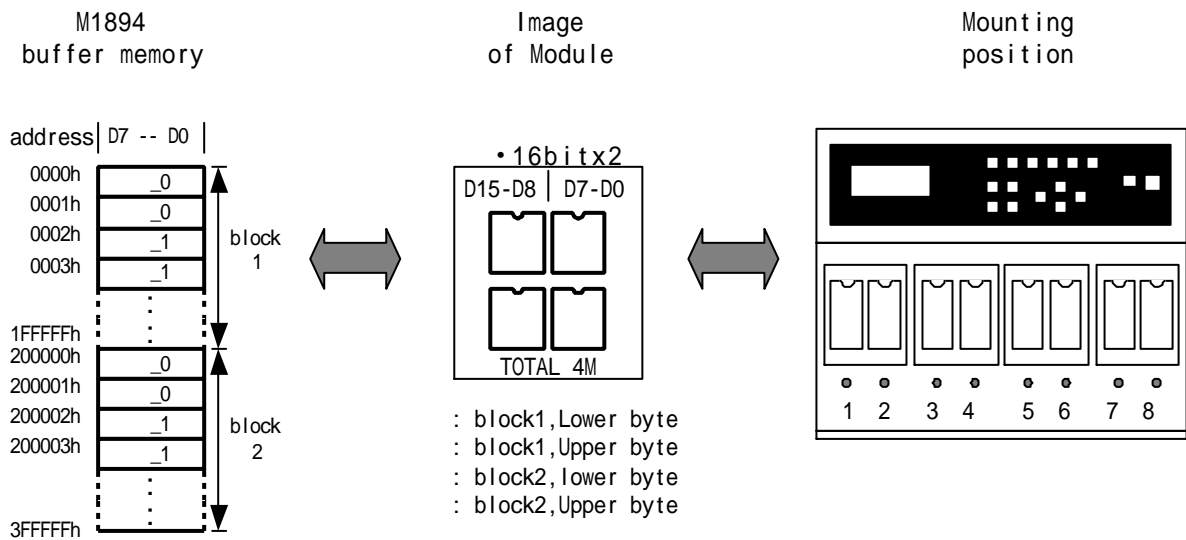 M1894
buffer memory
Image
of Module
Mounting
position
address D7 -- D0
0000h _0
0001h _0
0002h _1
0003h _1
1FFFFFh
block
1
200000h _0
200001h _0
200002h _1
200003h _1
3FFFFFh
block
2
•16bitx2
D15-D8 D7-D0
TOTAL 4M
: block1,Lower byte
: block1,Upper byte
: block2,lower byte
: block2,Upper byte
1 2 3 4 5 6 7 8